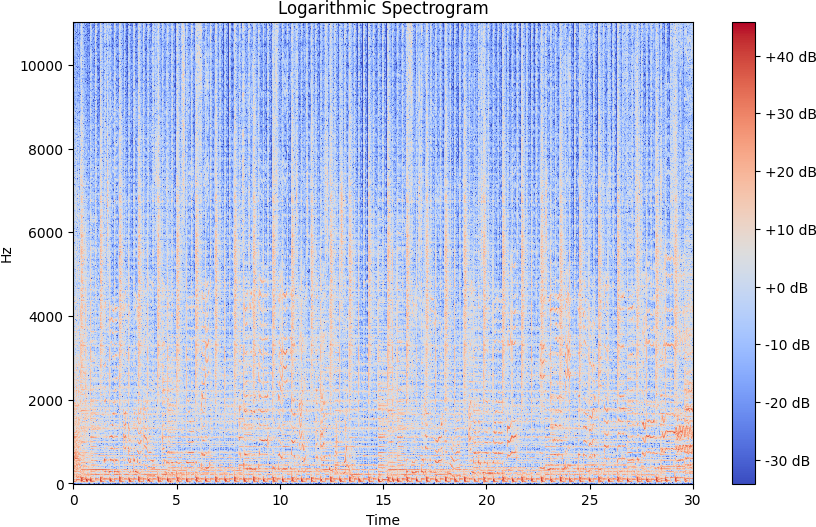 Logarithmic Spectrogram
10000
8000
6000
4000
2000
0
Hz
0 5 10 15 20 25 30
Time
+40 dB
+30 dB
+20 dB
+10 dB
+0 dB
-10 dB
-20 dB
-30 dB